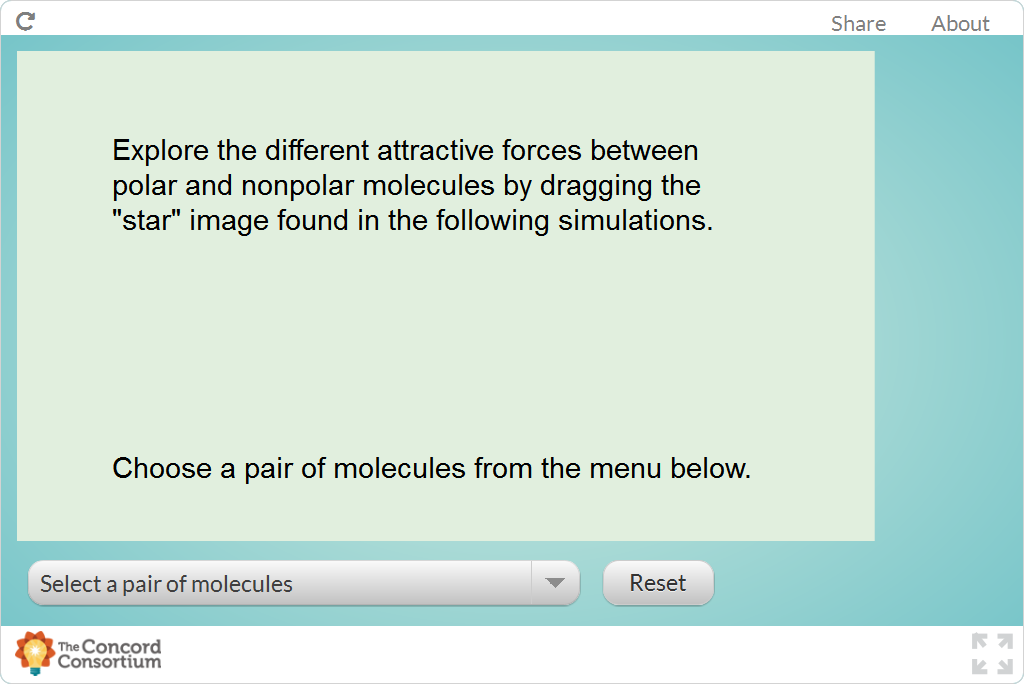 Share About
Explore the different attractive forces between
polar and nonpolar molecules by dragging the
"star" image found in the following simulations.
Choose a pair of molecules from the menu below.
Select a pair of molecules Reset
The Concord
Consortium